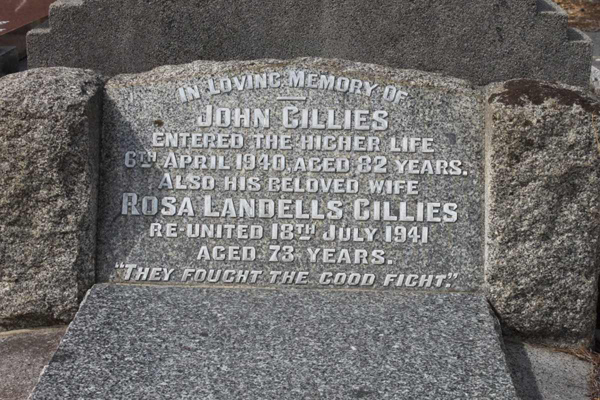 In Loving Memory of
John Gillies
entered the higher life
6th April 1940 aged 82 years.
Also his beloved wife
Rosa Landells Gillies
re-united 18th July 1941
aged 73 years.
"They fought the good fight".